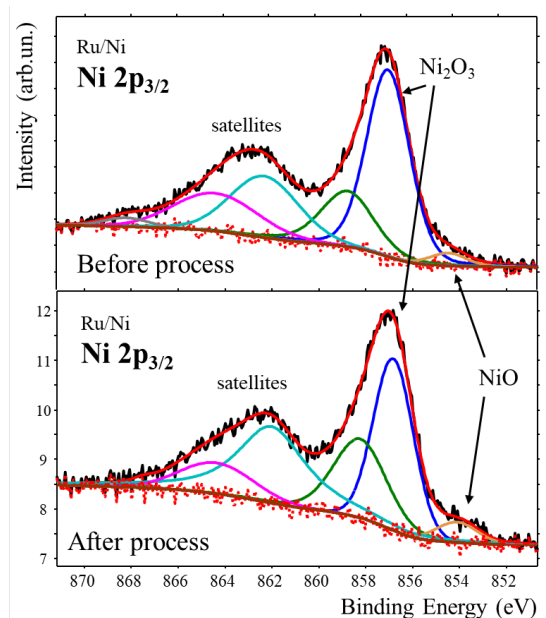 Ru/Ni
Ni 2p3/2
Ni2O3
satellites
Intensity (arb.un.)
Before process
12
11
10
9
8
7
Ru/Ni
Ni 2p3/2
satellites
NiO
After process
870 868 866 864 862 860 858 856 854 852
Binding Energy (eV)